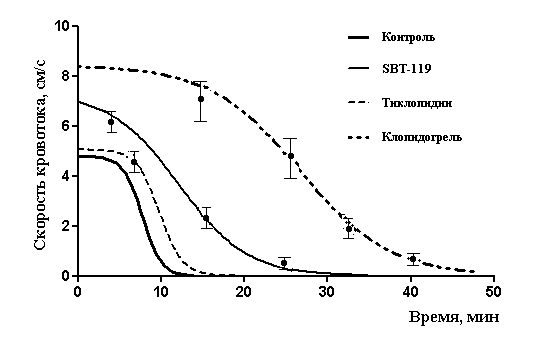 Скорость кровотока, см/с
10
8
6
4
2
0
0 10 20 30 40 50
Время, мин
Контроль
SBT-119
Тиклопидин
Клопидогрель